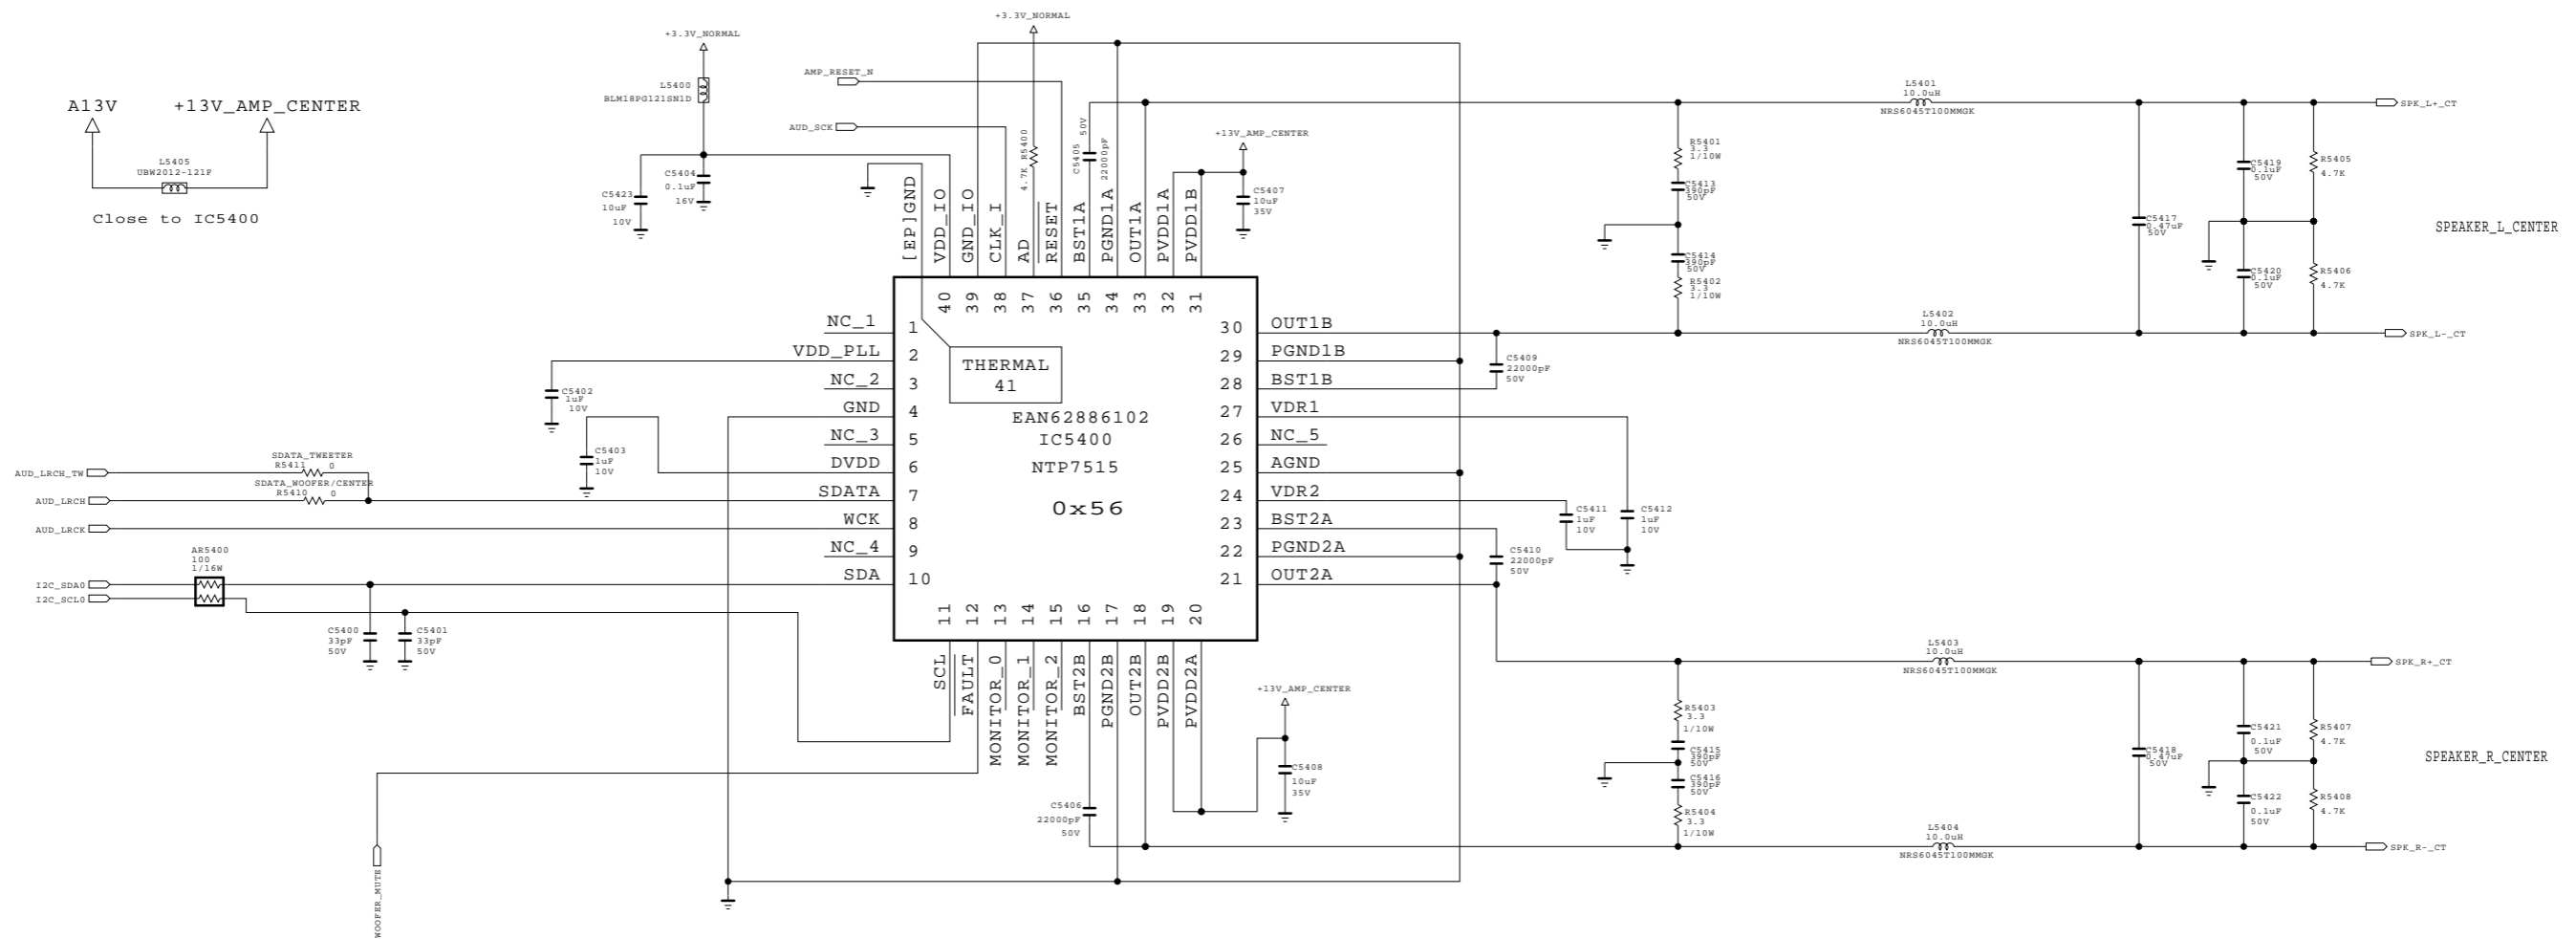 +3.3V_NORMAL
+3.3V_NORMAL
A13V
+13V_AMP_CENTER
L5405
UBW2012-121F
Close to IC5400
L5400
BLM18PG121SN1D
C5423
10uF
10V
C5404
0.1uF
16V
AMP_RESET_N
AUD_SCK
R5400
4.7K
C5405
50V
22000pF
+13V_AMP_CENTER
C5407
10uF
35V
[EP]GND
VDD_IO
GND_IO
CLK_I
AD
RESET
BST1A
PGND1A
OUT1A
PVDD1A
PVDD1B
40
39
38
37
36
35
34
33
32
31
NC_1
1
VDD_PLL
2
NC_2
3
GND
4
NC_3
5
DVDD
6
SDATA
7
WCK
8
NC_4
9
SDA
10
THERMAL
41
EAN62886102
IC5400
NTP7515
0x56
30
OUT1B
29
PGND1B
28
BST1B
27
VDR1
26
NC_5
25
AGND
24
VDR2
23
BST2A
22
PGND2A
21
OUT2A
11
12
13
14
15
16
17
18
19
20
SCL
FAULT
MONITOR_0
MONITOR_1
MONITOR_2
BST2B
PGND2B
OUT2B
PVDD2B
PVDD2A
C5402
1uF
10V
C5403
1uF
10V
AUD_LRCH_TW
SDATA_TWEETER
R5411
0
AUD_LRCH
SDATA_WOOFER/CENTER
R5410
0
AUD_LRCK
AR5400
100
1/16W
I2C_SDA0
I2C_SCL0
C5400
33pF
50V
C5401
33pF
50V
WOOFER_MUTE
C5406
22000pF
50V
+13V_AMP_CENTER
C5408
10uF
35V
C5409
22000pF
50V
C5410
22000pF
50V
C5411
1uF
10V
C5412
1uF
10V
R5401
3.3
1/10W
C5413
390pF
50V
C5414
390pF
50V
R5402
3.3
1/10W
L5401
10.0uH
NRS6045T100MMGK
L5402
10.0uH
NRS6045T100MMGK
C5417
0.47uF
50V
C5419
0.1uF
50V
C5420
0.1uF
50V
R5405
4.7K
R5406
4.7K
SPK_L+_CT
SPEAKER_L_CENTER
SPK_L-_CT
R5403
3.3
1/10W
C5415
390pF
50V
C5416
390pF
50V
R5404
3.3
1/10W
L5403
10.0uH
NRS6045T100MMGK
L5404
10.0uH
NRS6045T100MMGK
C5418
0.47uF
50V
C5421
0.1uF
50V
C5422
0.1uF
50V
R5407
4.7K
R5408
4.7K
SPK_R+_CT
SPEAKER_R_CENTER
SPK_R-_CT